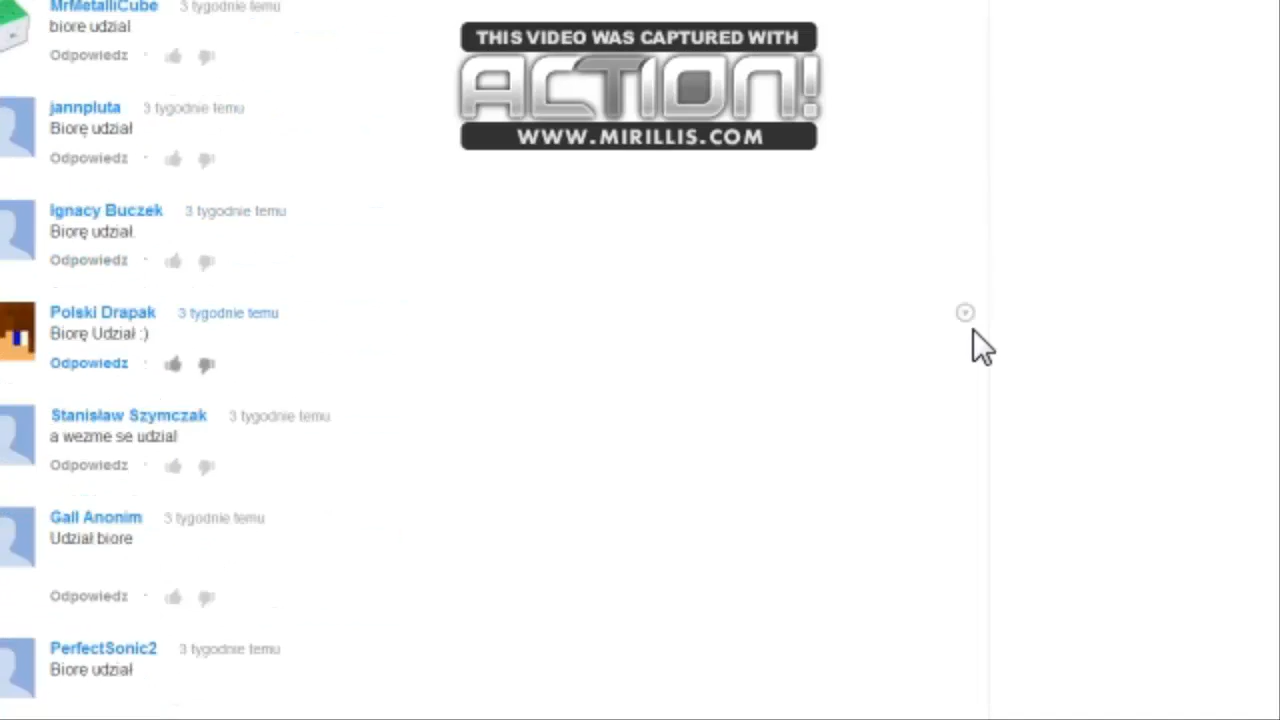 MrMetalliCube 3 tygodnie temu
biore udzial
Odpowiedz ·
THIS VIDEO WAS CAPTURED WITH
ACTION!
WWW.MIRILLIS.COM
jannpluta 3 tygodnie temu
Biorę udział
Odpowiedz ·
Ignacy Buczek 3 tygodnie temu
Biorę udział.
Odpowiedz ·
Polski Drapak 3 tygodnie temu
Biorę Udział :)
Odpowiedz ·
Stanisław Szymczak 3 tygodnie temu
a wezme se udzial
Odpowiedz ·
Gall Anonim 3 tygodnie temu
Udział biore
Odpowiedz ·
PerfectSonic2 3 tygodnie temu
Biore udział